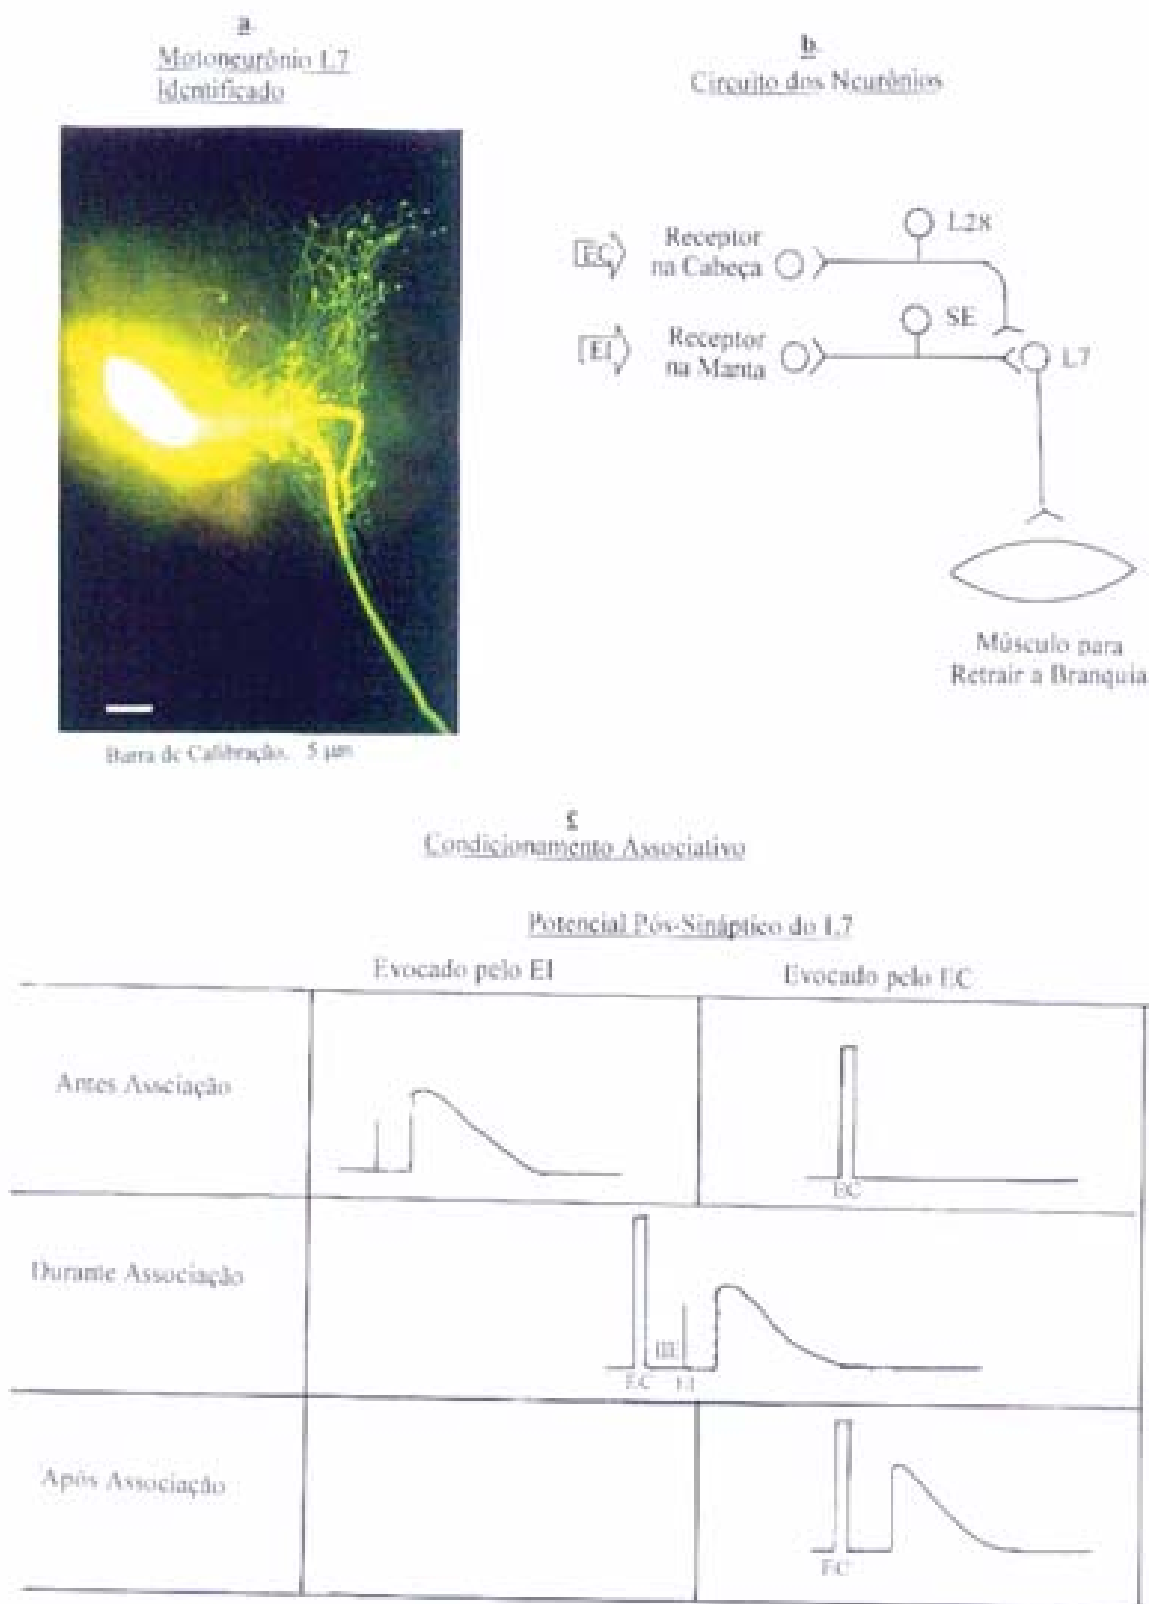 a
Motoneurônio L7
Identificado
b
Circuito dos Neurônios
EC
Receptor
na Cabeça
L28
EI
Receptor
na Manta
SE
L7
Músculo para
Retrair a Branquia
Barra de Calibração, 5 µm
c
Condicionamento Associativo
Potencial Pós-Sináptico do L7
Evocado pelo EI
Evocado pelo EC
Antes Assciação
EC
Durante Associação
IIE
EC EI
Após Associação
EC